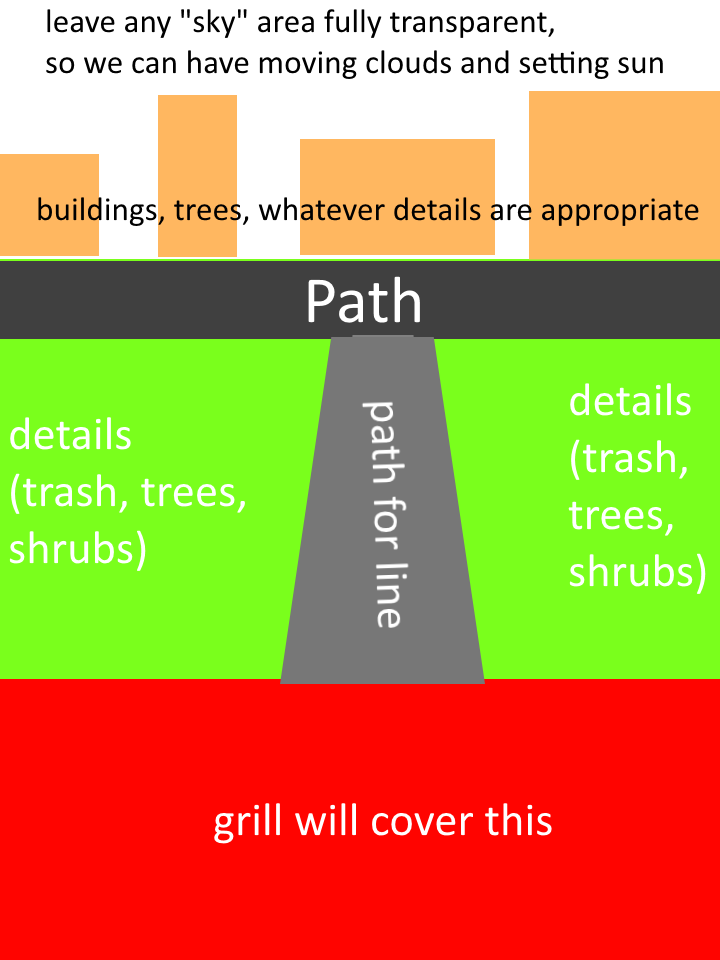 leave any "sky" area fully transparent,
so we can have moving clouds and setting sun
buildings, trees, whatever details are appropriate
Path
details
(trash, trees,
shrubs)
path for line
details
(trash,
trees,
shrubs)
grill will cover this